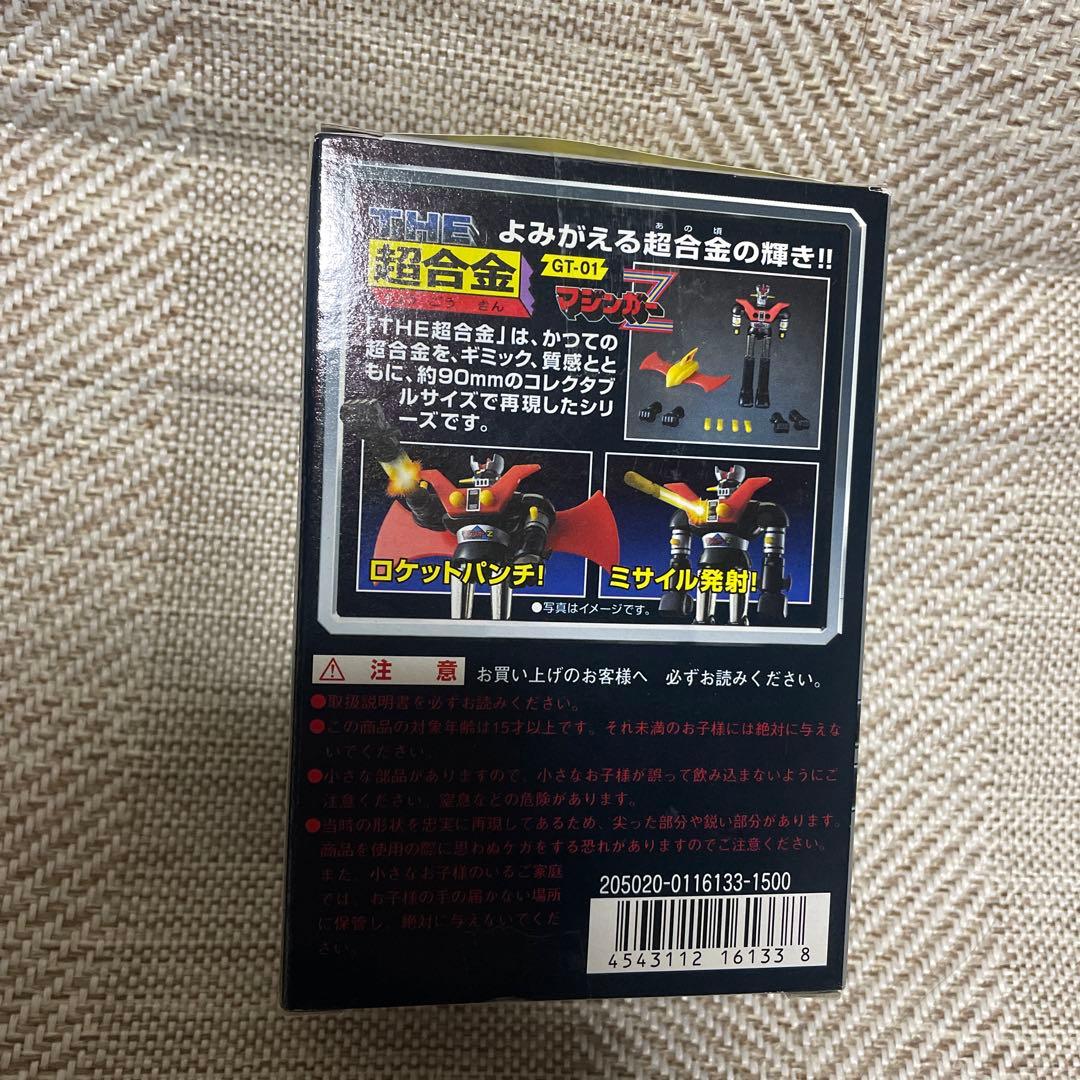 THE
よみがえる超合金の輝き!!
あの頃
超合金
GT-01
マジンガーZ
「THE超合金」は、かつての
超合金を、ギミック、質感とと
もに、約90mmのコレクタブ
ルサイズで再現したシリ
ーズです。
ロケットパンチ!
ミサイル発射!
●写真はイメージです。
注意 お買い上げのお客様へ 必ずお読みください。
●取扱説明書を必ずお読みください。
●この商品の対象年齢は15才以上です。それ未満のお子様には絶対に与えな
いでください。
●小さな部品がありますので、小さなお子様が誤って飲み込まないようにご
注意ください。窒息などの危険があります。
●当時の形状を忠実に再現してあるため、尖った部分や鋭い部分があります。
商品を使用の際に思わぬケガをする恐れがありますのでご注意ください。
また、小さなお子様のいるご家庭
では、お子様の手の届かない場所
に保管し、絶対に与えないでくだ
さい。
205020-0116133-1500
4543112 161338